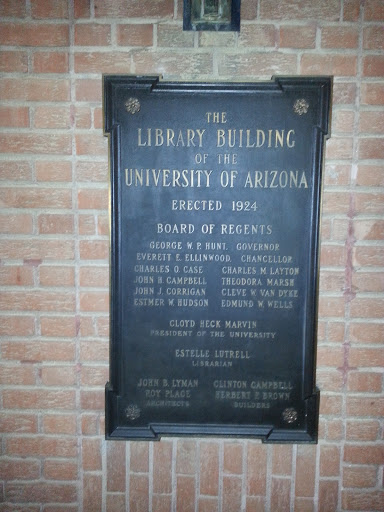 THE
LIBRARY BUILDING
OF THE
UNIVERSITY OF ARIZONA
ERECTED 1924
BOARD OF REGENTS
GEORGE W. P. HUNT, GOVERNOR
EVERETT E. ELLINWOOD, CHANCELLOR
CHARLES O. CASE CHARLES M. LAYTON
JOHN H. CAMPBELL THEODORA MARSH
JOHN J. CORRIGAN CLEVE W. VAN DYKE
ESTMER W. HUDSON EDMUND W. WELLS
CLOYD HECK MARVIN
PRESIDENT OF THE UNIVERSITY
ESTELLE LUTRELL
LIBRARIAN
JOHN B. LYMAN CLINTON CAMPBELL
ROY PLACE HERBERT F. BROWN
ARCHITECTS BUILDERS